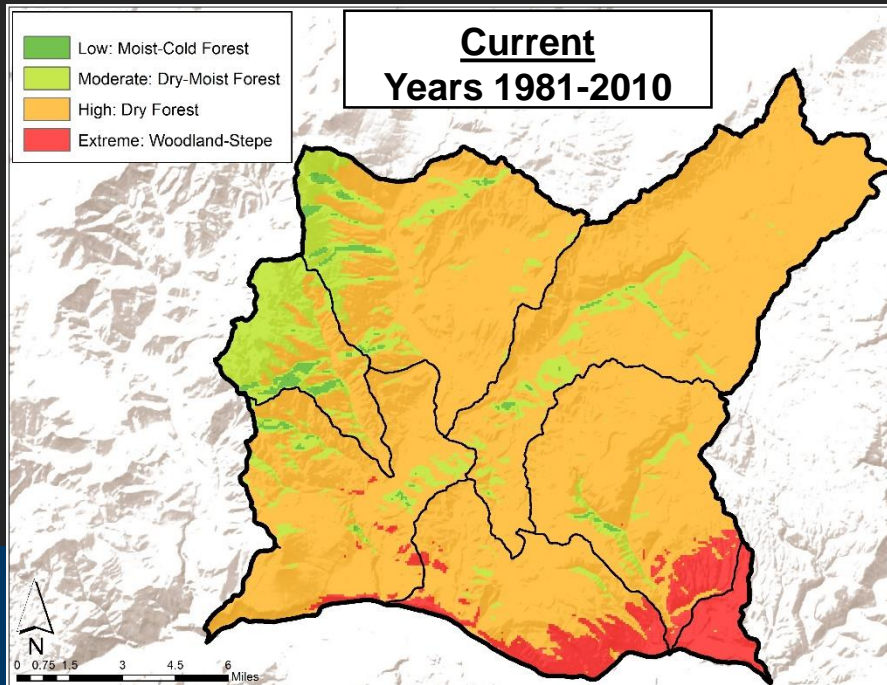 Current
Years 1981-2010
Low: Moist-Cold Forest
Moderate: Dry-Moist Forest
High: Dry Forest
Extreme: Woodland-Stepe
N
0 0.75 1.5 3 4.5 6
Miles